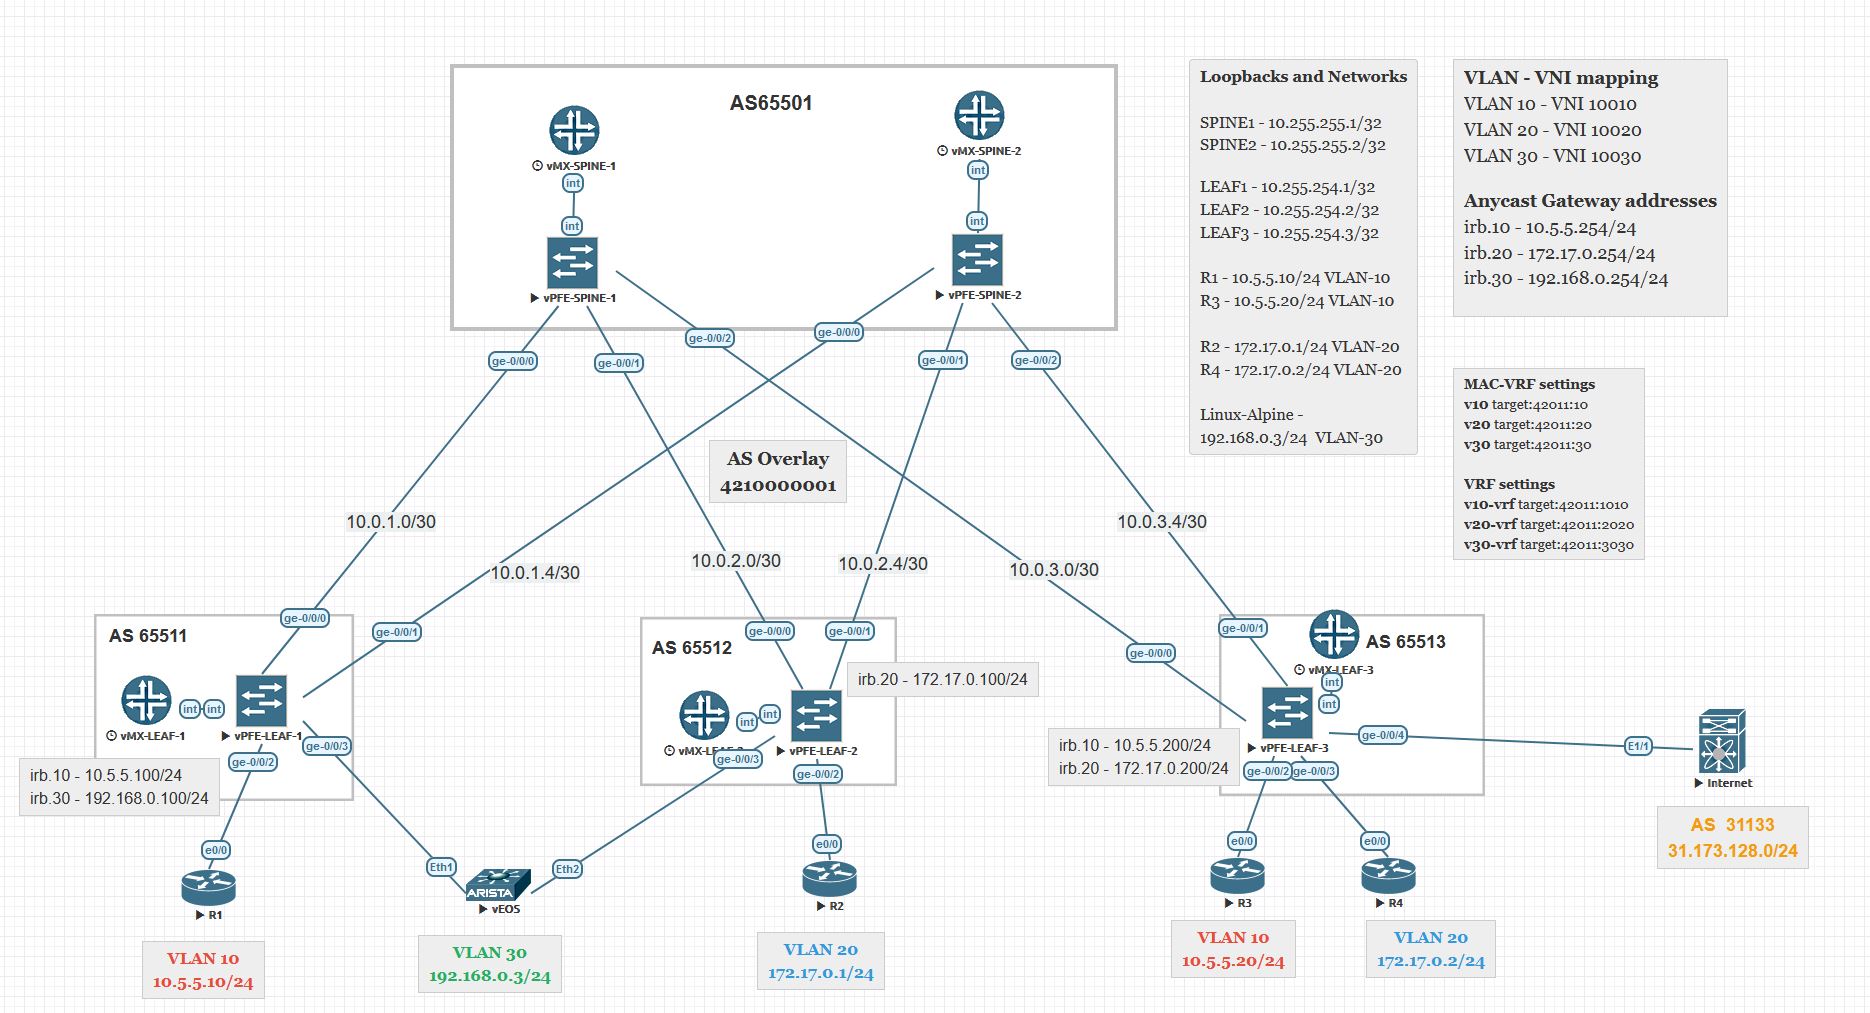 AS65501
vMX-SPINE-1
int
int
vPFE-SPINE-1
vMX-SPINE-2
int
int
vPFE-SPINE-2
ge-0/0/0
ge-0/0/1
ge-0/0/2
ge-0/0/0
ge-0/0/1
ge-0/0/2
Loopbacks and Networks
SPINE1 - 10.255.255.1/32
SPINE2 - 10.255.255.2/32
LEAF1 - 10.255.254.1/32
LEAF2 - 10.255.254.2/32
LEAF3 - 10.255.254.3/32
R1 - 10.5.5.10/24 VLAN-10
R3 - 10.5.5.20/24 VLAN-10
R2 - 172.17.0.1/24 VLAN-20
R4 - 172.17.0.2/24 VLAN-20
Linux-Alpine -
192.168.0.3/24 VLAN-30
VLAN - VNI mapping
VLAN 10 - VNI 10010
VLAN 20 - VNI 10020
VLAN 30 - VNI 10030
Anycast Gateway addresses
irb.10 - 10.5.5.254/24
irb.20 - 172.17.0.254/24
irb.30 - 192.168.0.254/24
MAC-VRF settings
v10 target:42011:10
v20 target:42011:20
v30 target:42011:30
VRF settings
v10-vrf target:42011:1010
v20-vrf target:42011:2020
v30-vrf target:42011:3030
AS Overlay
4210000001
10.0.1.0/30
10.0.1.4/30
10.0.2.0/30
10.0.2.4/30
10.0.3.0/30
10.0.3.4/30
AS 65511
ge-0/0/0
ge-0/0/1
vMX-LEAF-1
int
int
vPFE-LEAF-1
ge-0/0/2
ge-0/0/3
irb.10 - 10.5.5.100/24
irb.30 - 192.168.0.100/24
AS 65512
ge-0/0/0
ge-0/0/1
irb.20 - 172.17.0.100/24
int
int
vPFE-LEAF-2
ge-0/0/3
ge-0/0/2
ge-0/0/1
ge-0/0/0
AS 65513
vMX-LEAF-3
int
int
vPFE-LEAF-3
ge-0/0/4
ge-0/0/2
ge-0/0/3
irb.10 - 10.5.5.200/24
irb.20 - 172.17.0.200/24
E1/1
Internet
AS 31133
31.173.128.0/24
e0/0
R1
VLAN 10
10.5.5.10/24
Eth1
Eth2
ARISTA
vEOS
VLAN 30
192.168.0.3/24
e0/0
R2
VLAN 20
172.17.0.1/24
e0/0
R3
VLAN 10
10.5.5.20/24
e0/0
R4
VLAN 20
172.17.0.2/24